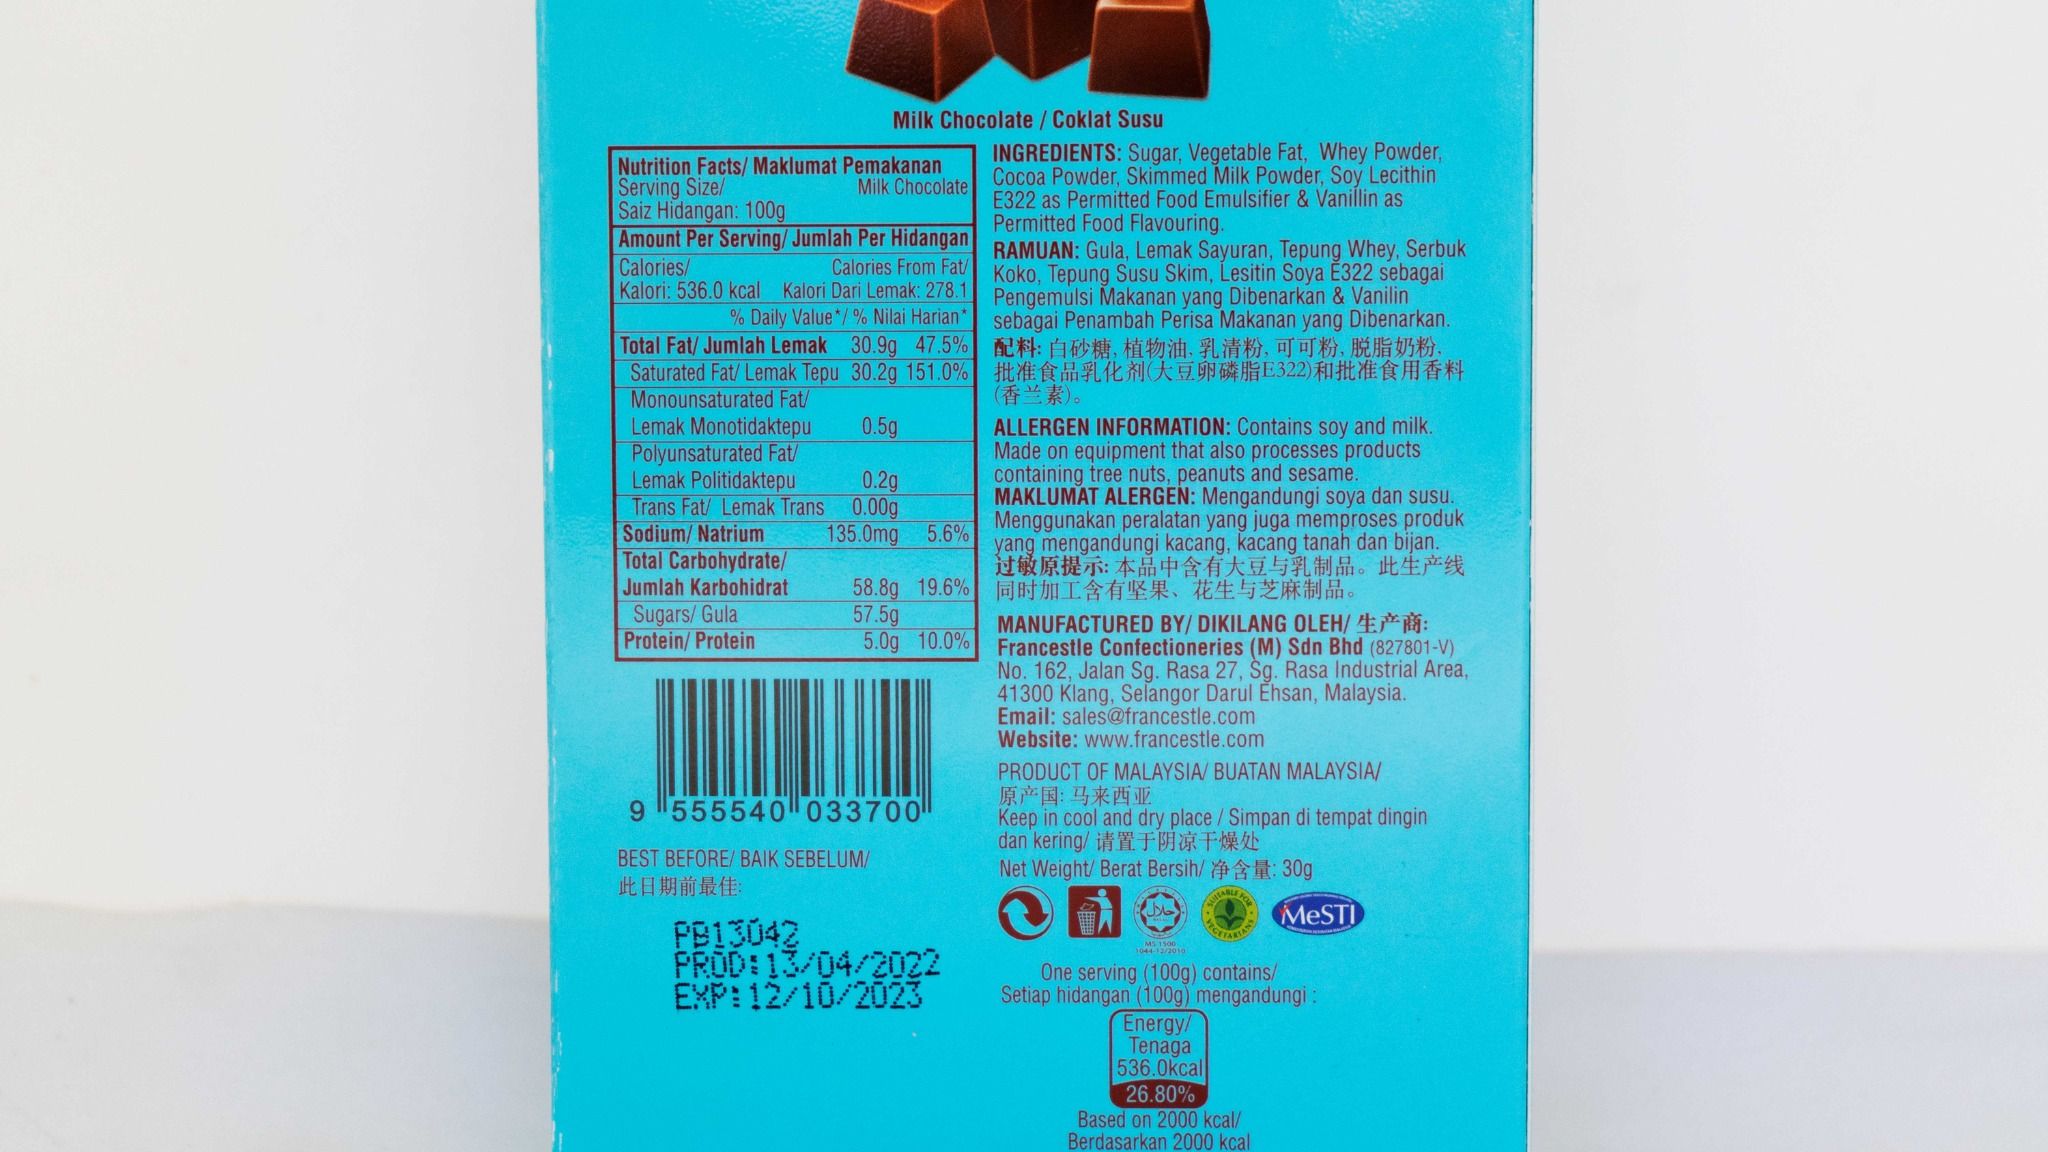 Milk Chocolate / Coklat Susu
Nutrition Facts/ Maklumat Pemakanan
Serving Size/ Milk Chocolate
Saiz Hidangan: 100g
Amount Per Serving/ Jumlah Per Hidangan
Calories/ Calories From Fat/
Kalori: 536.0 kcal Kalori Dari Lemak: 278.1
% Daily Value*/ % Nilai Harian*
Total Fat/ Jumlah Lemak 30.9g 47.5%
Saturated Fat/ Lemak Tepu 30.2g 151.0%
Monounsaturated Fat/
Lemak Monotidaktepu 0.5g
Polyunsaturated Fat/
Lemak Politidaktepu 0.2g
Trans Fat/ Lemak Trans 0.00g
Sodium/ Natrium 135.0mg 5.6%
Total Carbohydrate/
Jumlah Karbohidrat 58.8g 19.6%
Sugars/ Gula 57.5g
Protein/ Protein 5.0g 10.0%
9 555540 033700
BEST BEFORE/ BAIK SEBELUM/
此日期前最佳:
PB13042
PROD:13/04/2022
EXP:12/10/2023
INGREDIENTS: Sugar, Vegetable Fat, Whey Powder,
Cocoa Powder, Skimmed Milk Powder, Soy Lecithin
E322 as Permitted Food Emulsifier & Vanillin as
Permitted Food Flavouring.
RAMUAN: Gula, Lemak Sayuran, Tepung Whey, Serbuk
Koko, Tepung Susu Skim, Lesitin Soya E322 sebagai
Pengemulsi Makanan yang Dibenarkan & Vanilin
sebagai Penambah Perisa Makanan yang Dibenarkan.
配料: 白砂糖, 植物油, 乳清粉, 可可粉, 脱脂奶粉,
批准食品乳化剂(大豆卵磷脂E322)和批准食用香料
(香兰素)。
ALLERGEN INFORMATION: Contains soy and milk.
Made on equipment that also processes products
containing tree nuts, peanuts and sesame.
MAKLUMAT ALERGEN: Mengandungi soya dan susu.
Menggunakan peralatan yang juga memproses produk
yang mengandungi kacang, kacang tanah dan bijan.
过敏原提示: 本品中含有大豆与乳制品。此生产线
同时加工含有坚果、花生与芝麻制品。
MANUFACTURED BY/ DIKILANG OLEH/ 生产商:
Francestle Confectioneries (M) Sdn Bhd (827801-V)
No. 162, Jalan Sg. Rasa 27, Sg. Rasa Industrial Area,
41300 Klang, Selangor Darul Ehsan, Malaysia.
Email: sales@francestle.com
Website: www.francestle.com
PRODUCT OF MALAYSIA/ BUATAN MALAYSIA/
原产国: 马来西亚
Keep in cool and dry place / Simpan di tempat dingin
dan kering/ 请置于阴凉干燥处
Net Weight/ Berat Bersih/ 净含量: 30g
حلال
SUITABLE FOR
VEGETARIANS
MeSTI
MS 1500
1044-12/2010
One serving (100g) contains/
Setiap hidangan (100g) mengandungi :
Energy/
Tenaga
536.0kcal
26.80%
Based on 2000 kcal/
Berdasarkan 2000 kcal